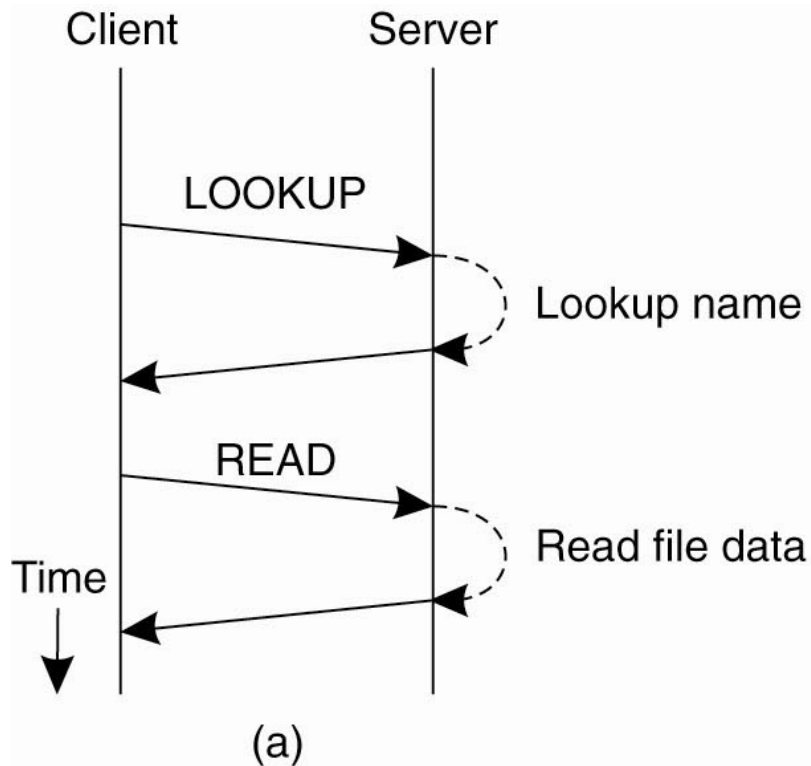 Client
Server
LOOKUP
Lookup name
READ
Read file data
Time
(a)